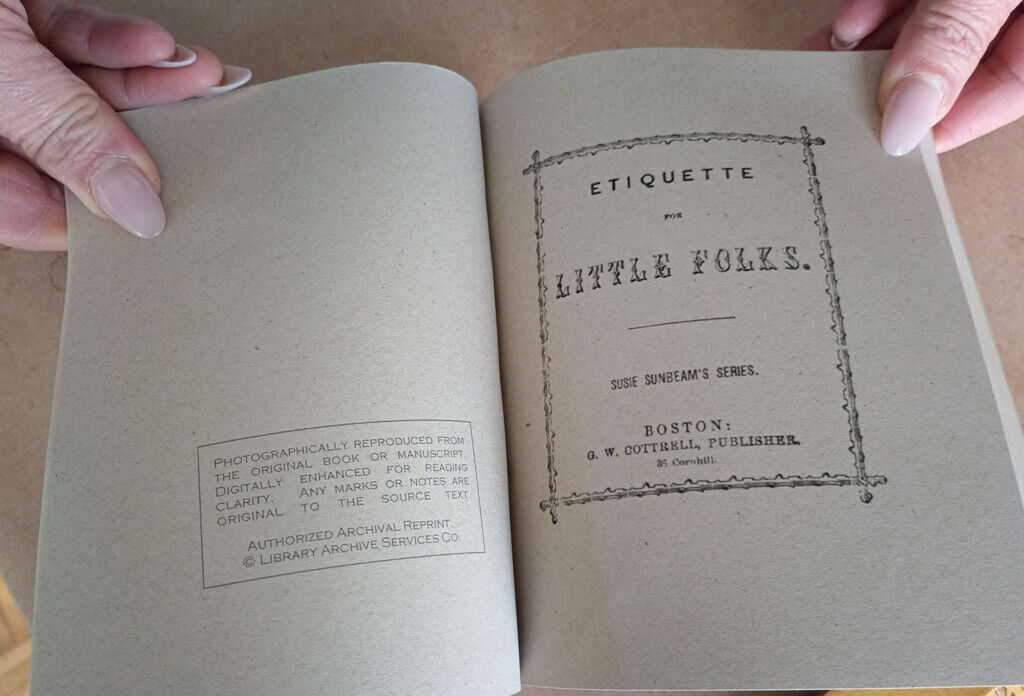 PHOTOGRAPHICALLY REPRODUCED FROM
THE ORIGINAL BOOK OR MANUSCRIPT.
DIGITALLY ENHANCED FOR READING
CLARITY. ANY MARKS OR NOTES ARE
ORIGINAL TO THE SOURCE TEXT
AUTHORIZED ARCHIVAL REPRINT.
© LIBRARY ARCHIVE SERVICES CO.
ETIQUETTE
FOR
LITTLE FOLKS.
SUSIE SUNBEAM'S SERIES.
BOSTON:
G. W. COTTRELL, PUBLISHER.
36 Cornhill.